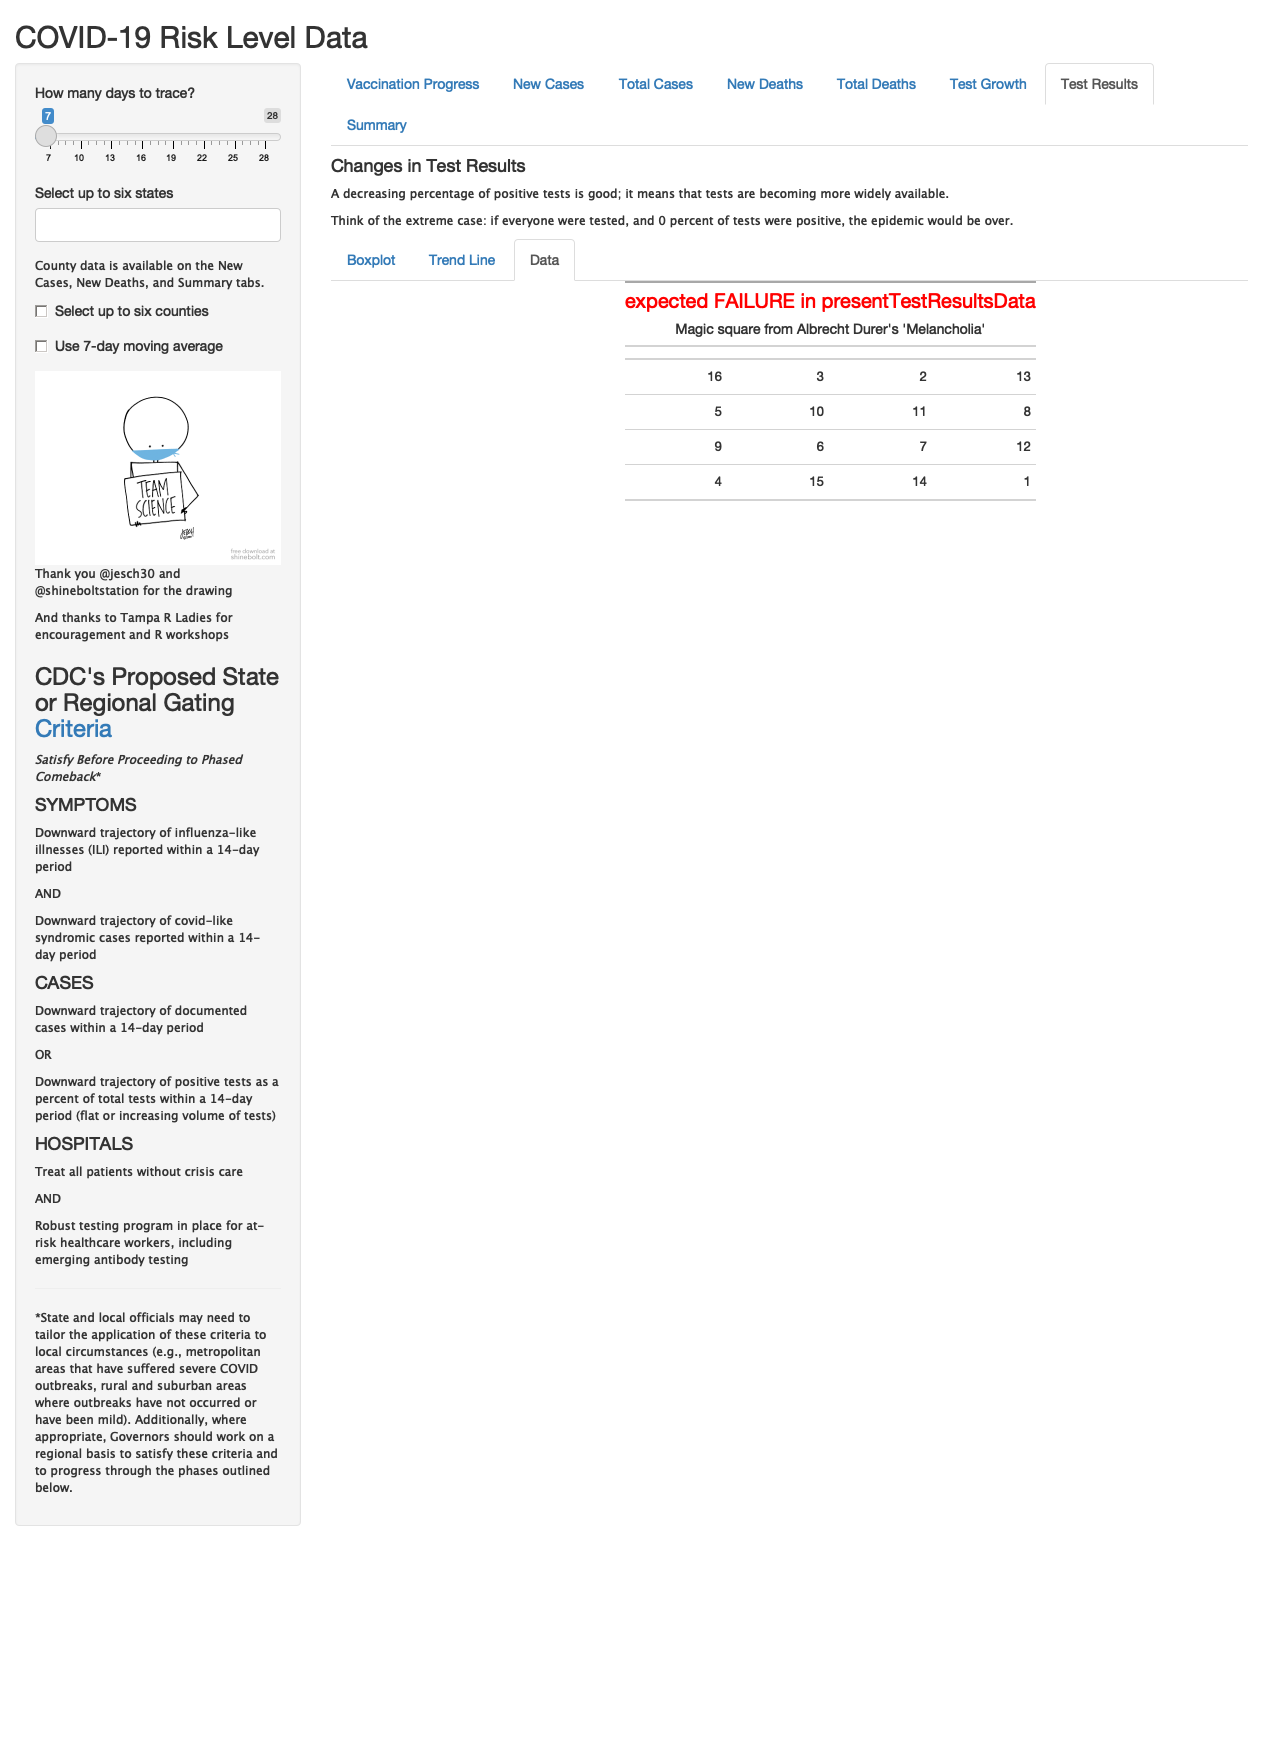 COVID-19 Risk Level Data
How many days to trace?
7 28
7 10 13 16 19 22 25 28
Select up to six states
County data is available on the New
Cases, New Deaths, and Summary tabs.
Select up to six counties
Use 7-day moving average
TEAM
SCIENCE
free download at
shinebolt.com
Thank you @jesch30 and
@shineboltstation for the drawing
And thanks to Tampa R Ladies for
encouragement and R workshops
CDC's Proposed State
or Regional Gating
Criteria
Satisfy Before Proceeding to Phased
Comeback*
SYMPTOMS
Downward trajectory of influenza-like
illnesses (ILI) reported within a 14-day
period
AND
Downward trajectory of covid-like
syndromic cases reported within a 14-
day period
CASES
Downward trajectory of documented
cases within a 14-day period
OR
Downward trajectory of positive tests as a
percent of total tests within a 14-day
period (flat or increasing volume of tests)
HOSPITALS
Treat all patients without crisis care
AND
Robust testing program in place for at-
risk healthcare workers, including
emerging antibody testing
*State and local officials may need to
tailor the application of these criteria to
local circumstances (e.g., metropolitan
areas that have suffered severe COVID
outbreaks, rural and suburban areas
where outbreaks have not occurred or
have been mild). Additionally, where
appropriate, Governors should work on a
regional basis to satisfy these criteria and
to progress through the phases outlined
below.
Vaccination Progress New Cases Total Cases New Deaths Total Deaths Test Growth Test Results
Summary
Changes in Test Results
A decreasing percentage of positive tests is good; it means that tests are becoming more widely available.
Think of the extreme case: if everyone were tested, and 0 percent of tests were positive, the epidemic would be over.
Boxplot Trend Line Data
expected FAILURE in presentTestResultsData
Magic square from Albrecht Durer's 'Melancholia'
16 3 2 13
5 10 11 8
9 6 7 12
4 15 14 1